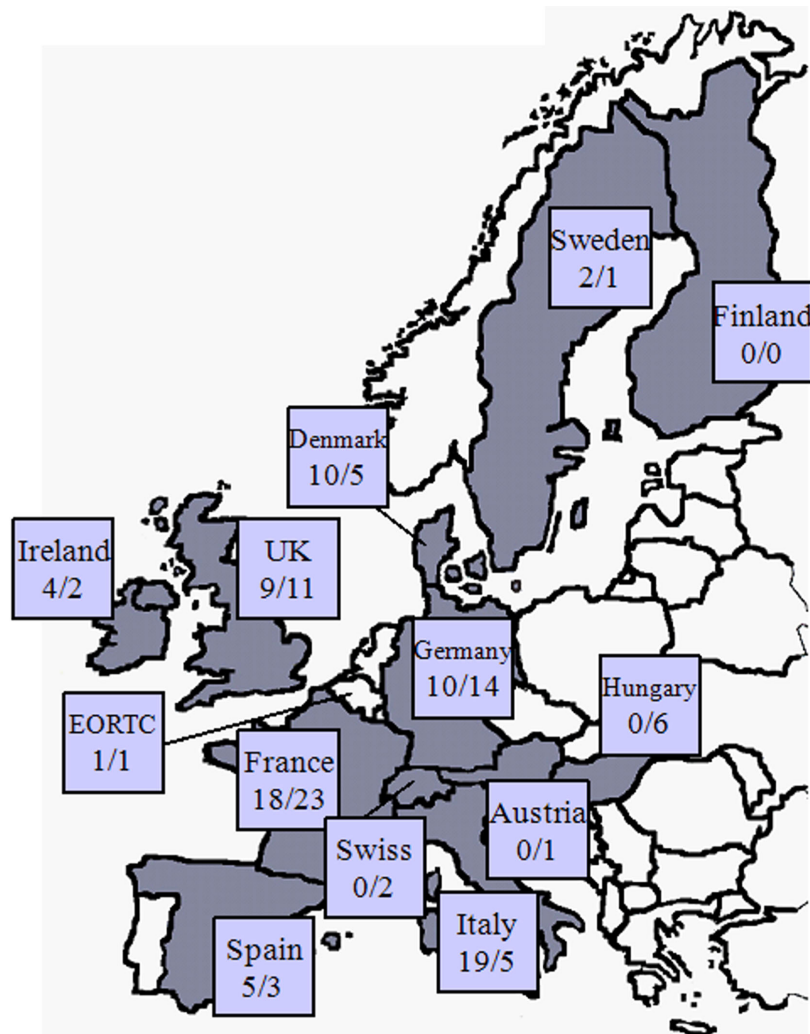 Sweden
2/1
Finland
0/0
Denmark
10/5
Ireland
4/2
UK
9/11
Germany
10/14
Hungary
0/6
EORTC
1/1
France
18/23
Austria
0/1
Swiss
0/2
Italy
19/5
Spain
5/3